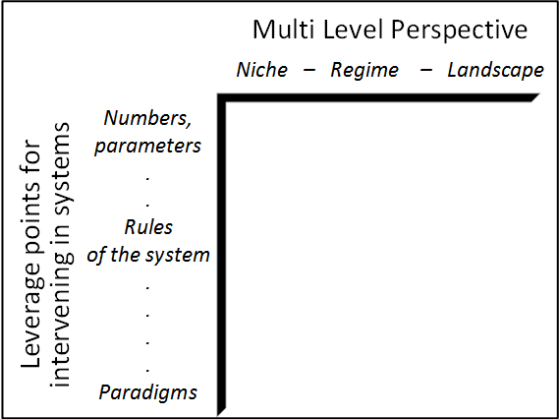 Multi Level Perspective
Niche – Regime – Landscape
Leverage points for
intervening in systems
Numbers,
parameters
.
.
Rules
of the system
.
.
.
.
Paradigms